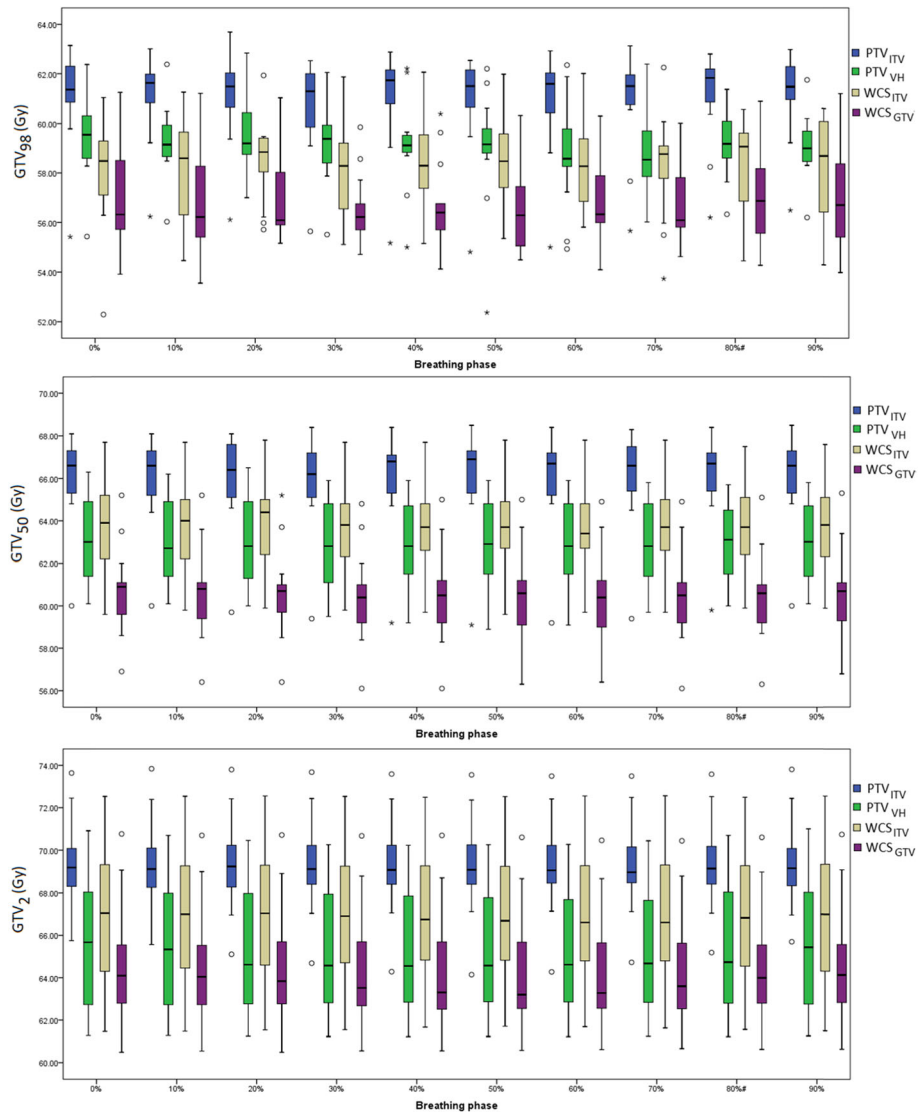 GTV98 (Gy)
64.00
62.00
60.00
58.00
56.00
54.00
52.00
0% 10% 20% 30% 40% 50% 60% 70% 80%# 90%
Breathing phase
PTVITV
PTVVH
WCSITV
WCSGTV
GTV50 (Gy)
70.00
68.00
66.00
64.00
62.00
60.00
58.00
56.00
0% 10% 20% 30% 40% 50% 60% 70% 80%# 90%
Breathing phase
PTVITV
PTVVH
WCSITV
WCSGTV
GTV2 (Gy)
74.00
72.00
70.00
68.00
66.00
64.00
62.00
60.00
0% 10% 20% 30% 40% 50% 60% 70% 80%# 90%
Breathing phase
PTVITV
PTVVH
WCSITV
WCSGTV